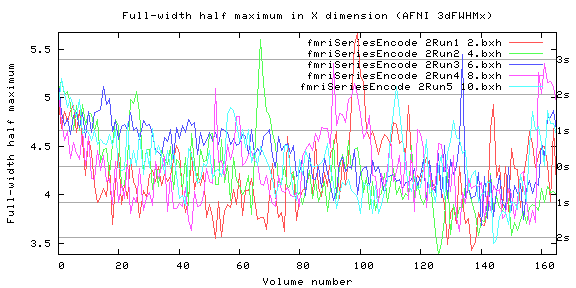 Full-width half maximum in X dimension (AFNI 3dFWHMx)
fmriSeriesEncode 2Run1 2.bxh
fmriSeriesEncode 2Run2 4.bxh
fmriSeriesEncode 2Run3 6.bxh
fmriSeriesEncode 2Run4 8.bxh
fmriSeriesEncode 2Run5 10.bxh
Full-width half maximum
5.5
5
4.5
4
3.5
3s
2s
1s
0s
1s
2s
0 20 40 60 80 100 120 140 160
Volume number